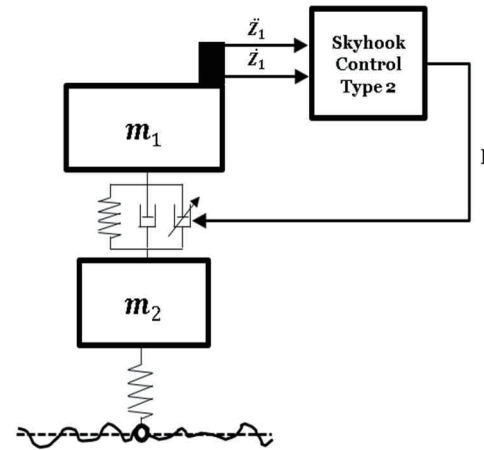 z̈₁
ż₁
Skyhook
Control
Type 2
m₁
m₂